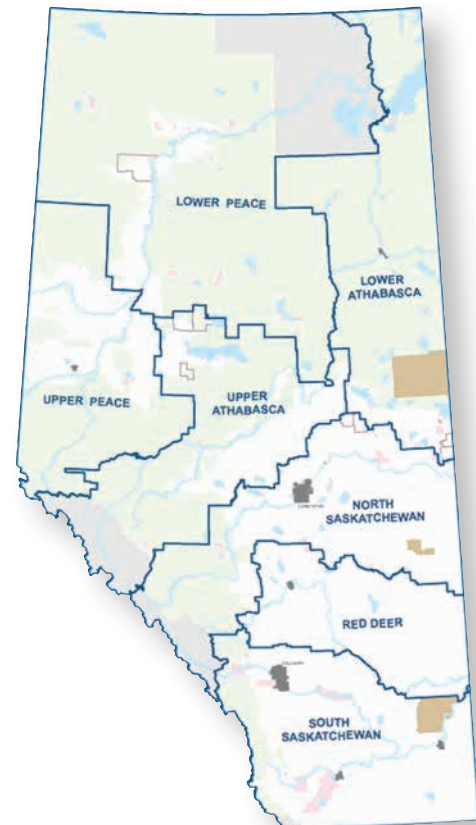 LOWER PEACE
LOWER
ATHABASCA
UPPER PEACE
UPPER
ATHABASCA
NORTH
SASKATCHEWAN
RED DEER
SOUTH
SASKATCHEWAN